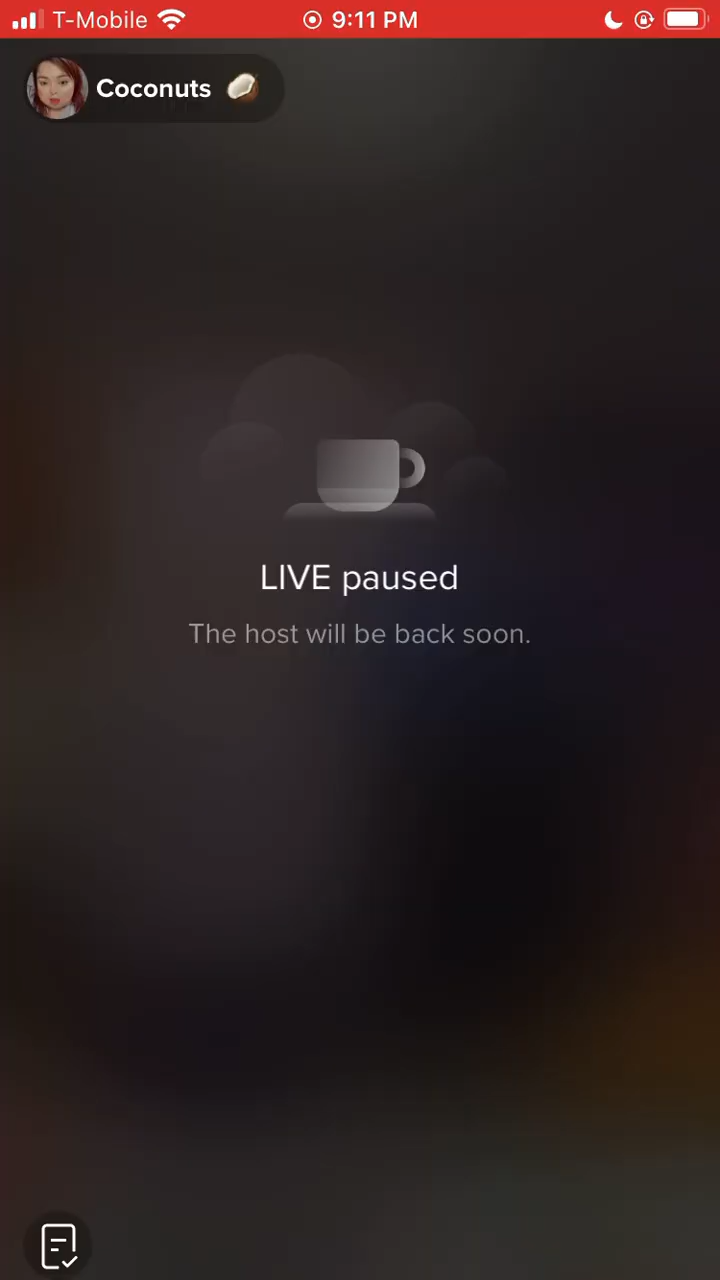 T-Mobile 9:11 PM
Coconuts 🥥
LIVE paused
The host will be back soon.